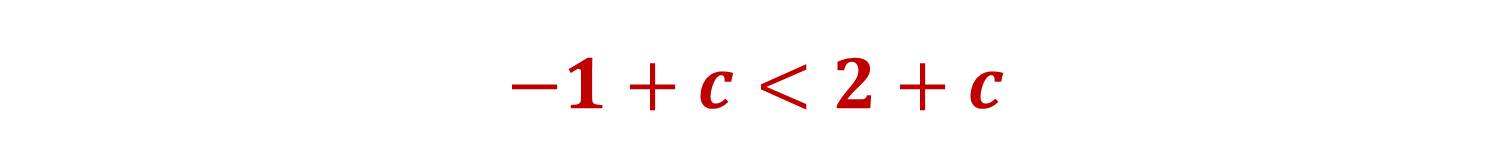 −1 + c < 2 + c